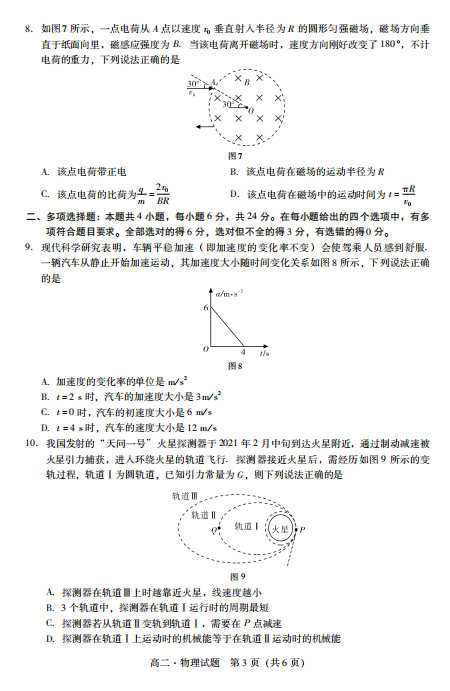 8. 如图7所示，一点电荷从A点以速度v₀垂直射入半径为R的圆形匀强磁场，磁场方向垂
直于纸面向里，磁感应强度为B. 当该电荷离开磁场时，速度方向刚好改变了180°，不计
电荷的重力，下列说法正确的是
30° A B
v₀ 30° O
图7
A. 该点电荷带正电 B. 该点电荷在磁场的运动半径为R
C. 该点电荷的比荷为q/m=2v₀/BR D. 该点电荷在磁场中的运动时间为t=πR/v₀
二、多项选择题：本题共4小题，每小题6分，共24分。在每小题给出的四个选项中，有多
项符合题目要求。全部选对的得6分，选对但不全的得3分，有选错的得0分。
9. 现代科学研究表明，车辆平稳加速（即加速度的变化率不变）会使驾乘人员感到舒服.
一辆汽车从静止开始加速运动，其加速度大小随时间变化关系如图8所示，下列说法正确
的是
a/m·s⁻²
6
O 4 t/s
图8
A. 加速度的变化率的单位是m/s²
B. t=2 s时，汽车的加速度大小是3m/s²
C. t=0时，汽车的初速度大小是6 m/s
D. t=4 s时，汽车的速度大小是12 m/s
10. 我国发射的“天问一号”火星探测器于2021年2月中旬到达火星附近，通过制动减速被
火星引力捕获，进入环绕火星的轨道飞行. 探测器接近火星后，需经历如图9所示的变
轨过程，轨道Ⅰ为圆轨道，已知引力常量为G，则下列说法正确的是
轨道Ⅲ
轨道Ⅱ
Q 轨道Ⅰ 火星 P
图9
A. 探测器在轨道Ⅲ上时越靠近火星，线速度越小
B. 3个轨道中，探测器在轨道Ⅰ运行时的周期最短
C. 探测器若从轨道Ⅱ变轨到轨道Ⅰ，需要在P点减速
D. 探测器在轨道Ⅰ上运动时的机械能等于在轨道Ⅱ运动时的机械能
高二·物理试题 第3页（共6页）